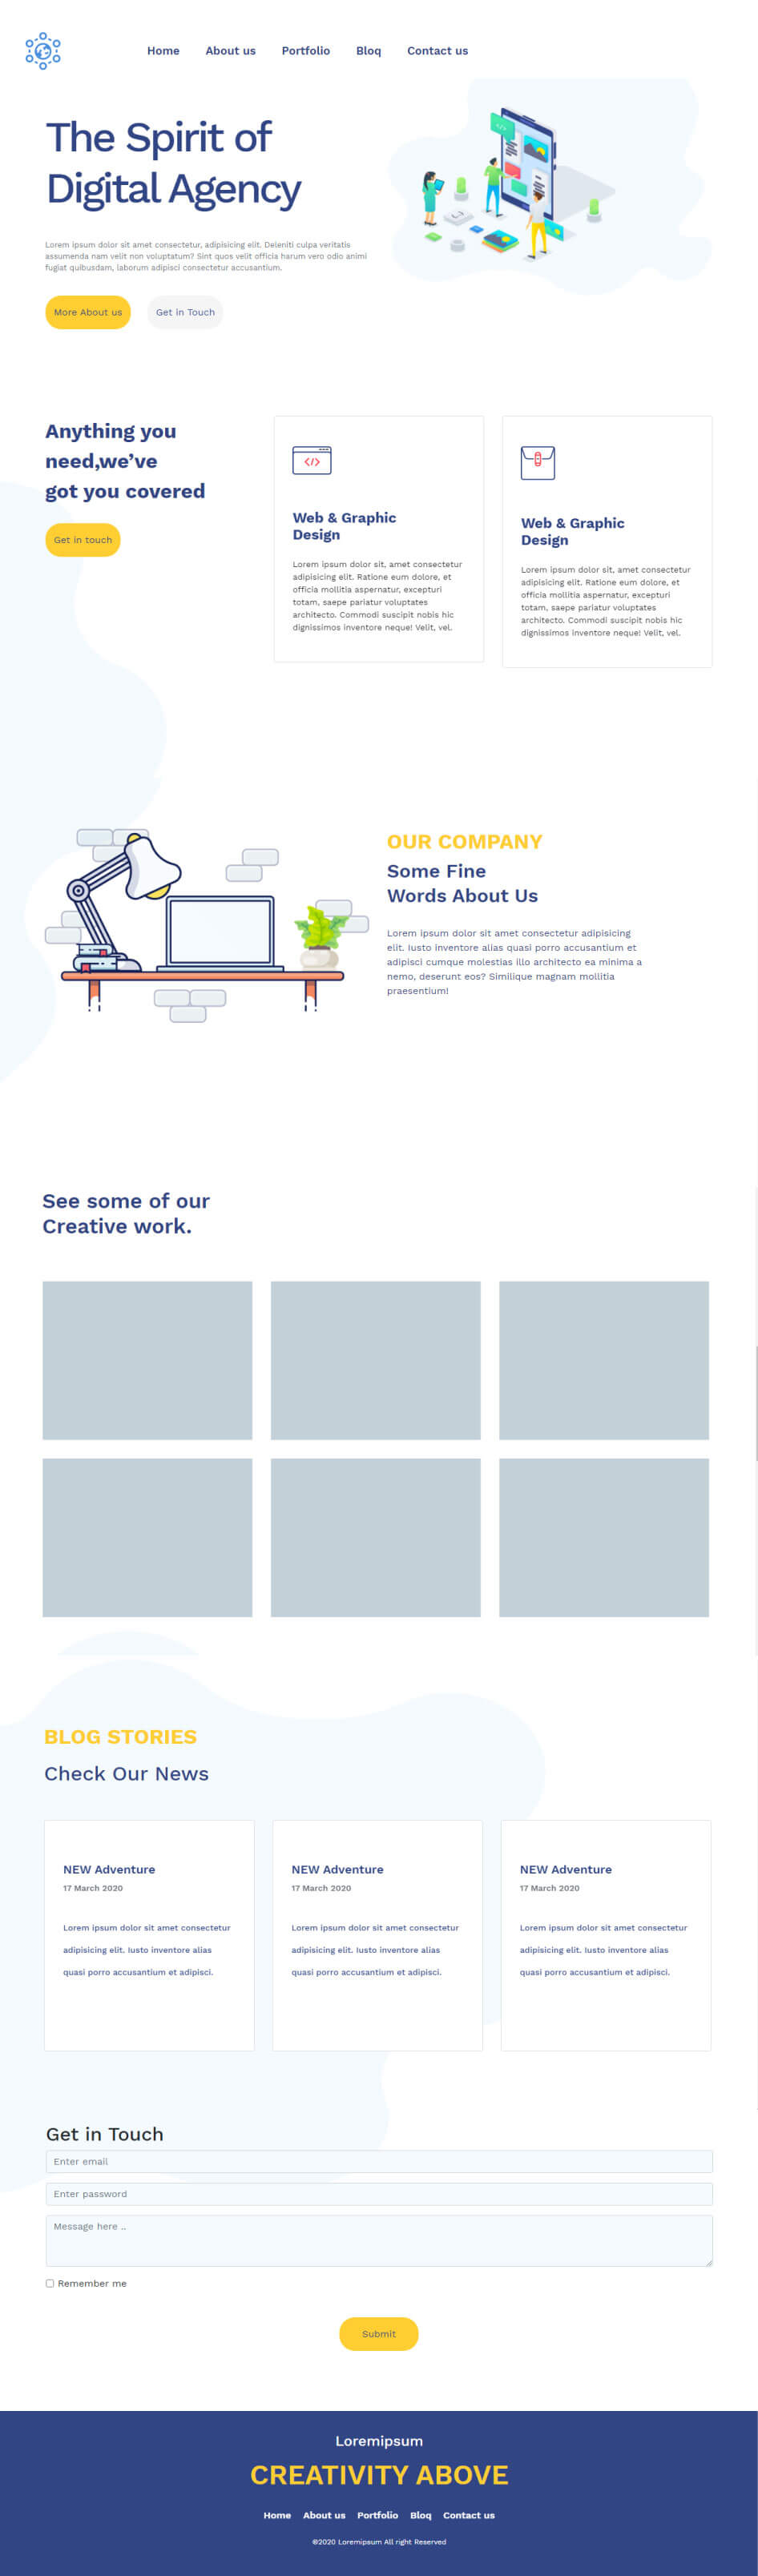 Home About us Portfolio Bloq Contact us
The Spirit of
Digital Agency
Lorem ipsum dolor sit amet consectetur, adipisicing elit. Deleniti culpa veritatis
assumenda nam velit non voluptatum? Sint quos velit officia harum vero odio animi
fugiat quibusdam, laborum adipisci consectetur accusantium.
More About us Get in Touch
Anything you
need,we've
got you covered
Get in touch
</>
Web & Graphic
Design
Lorem ipsum dolor sit, amet consectetur
adipisicing elit. Ratione eum dolore, et
officia mollitia aspernatur, excepturi
totam, saepe pariatur voluptates
architecto. Commodi suscipit nobis hic
dignissimos inventore neque! Velit, vel.
Web & Graphic
Design
Lorem ipsum dolor sit, amet consectetur
adipisicing elit. Ratione eum dolore, et
officia mollitia aspernatur, excepturi
totam, saepe pariatur voluptates
architecto. Commodi suscipit nobis hic
dignissimos inventore neque! Velit, vel.
OUR COMPANY
Some Fine
Words About Us
Lorem ipsum dolor sit amet consectetur adipisicing
elit. Iusto inventore alias quasi porro accusantium et
adipisci cumque molestias illo architecto ea minima a
nemo, deserunt eos? Similique magnam mollitia
praesentium!
See some of our
Creative work.
BLOG STORIES
Check Our News
NEW Adventure
17 March 2020
Lorem ipsum dolor sit amet consectetur
adipisicing elit. Iusto inventore alias
quasi porro accusantium et adipisci.
NEW Adventure
17 March 2020
Lorem ipsum dolor sit amet consectetur
adipisicing elit. Iusto inventore alias
quasi porro accusantium et adipisci.
NEW Adventure
17 March 2020
Lorem ipsum dolor sit amet consectetur
adipisicing elit. Iusto inventore alias
quasi porro accusantium et adipisci.
Get in Touch
Enter email
Enter password
Message here ..
Remember me
Submit
Loremipsum
CREATIVITY ABOVE
Home About us Portfolio Bloq Contact us
©2020 Loremipsum All right Reserved